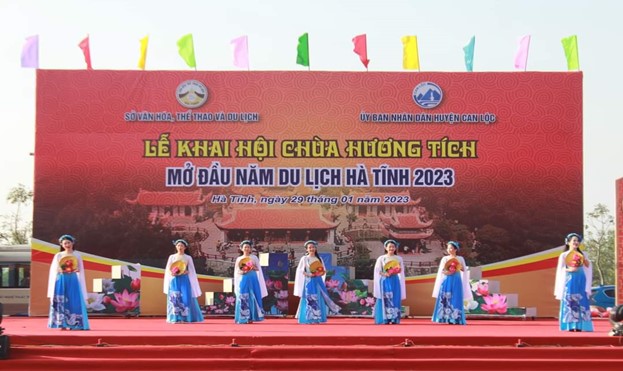 SỞ VĂN HÓA, THỂ THAO VÀ DU LỊCH
ỦY BAN NHÂN DÂN HUYỆN CAN LỘC
LỄ KHAI HỘI CHÙA HƯƠNG TÍCH
MỞ ĐẦU NĂM DU LỊCH HÀ TĨNH 2023
Hà Tĩnh, ngày 29 tháng 01 năm 2023